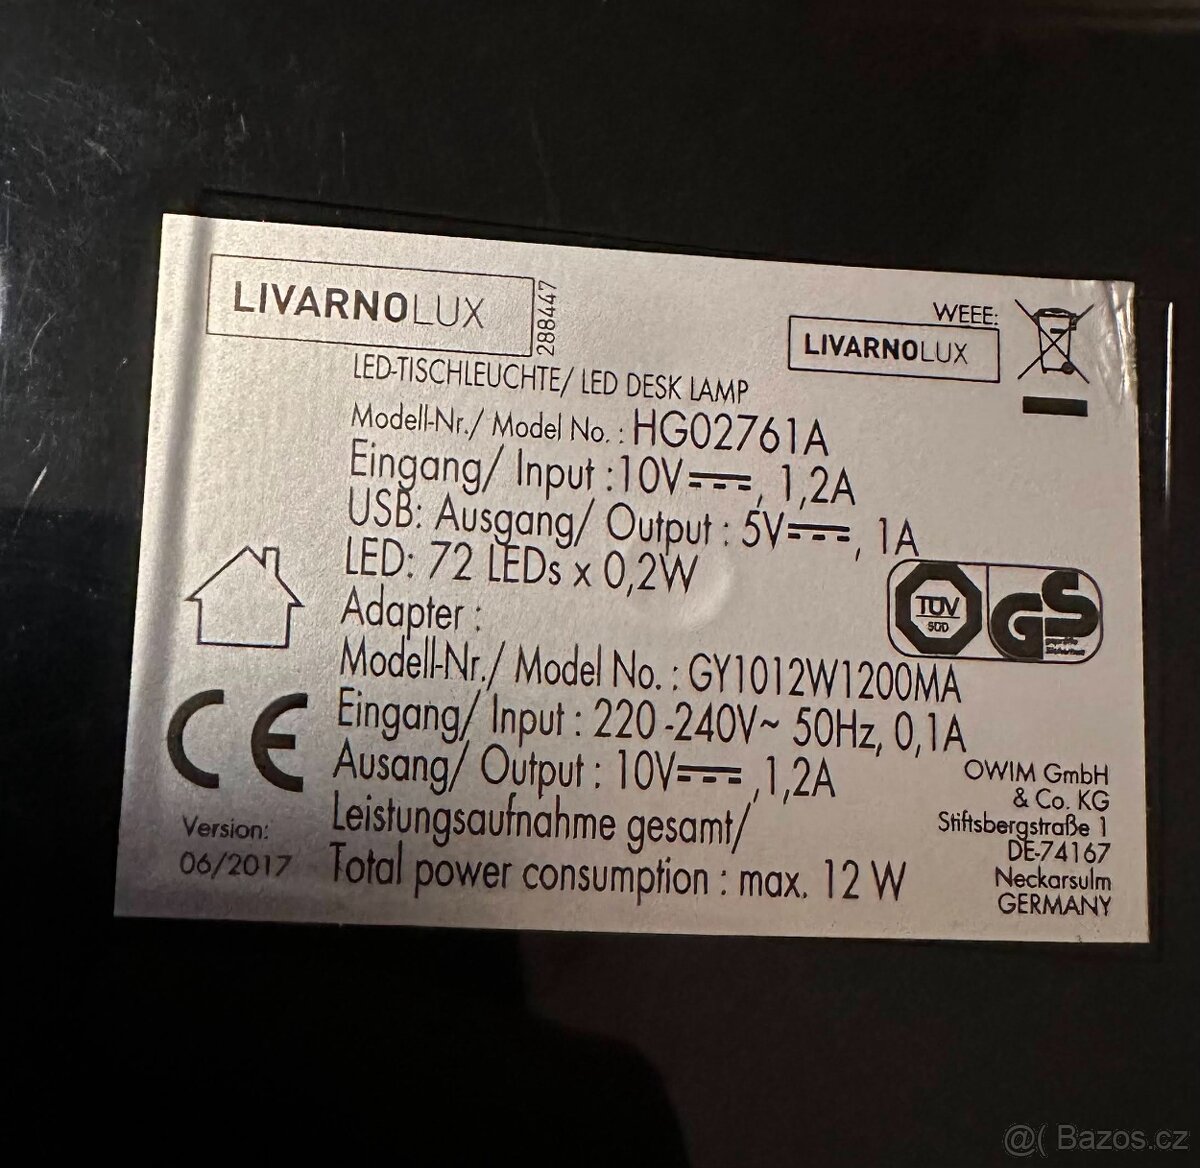 LIVARNOLUX
288447
WEEE:
LIVARNOLUX
LED-TISCHLEUCHTE/ LED DESK LAMP
Modell-Nr./ Model No. : HG02761A
Eingang/ Input : 10V⎓, 1,2A
USB: Ausgang/ Output : 5V⎓, 1A
LED: 72 LEDs x 0,2W
Adapter :
Modell-Nr./ Model No. : GY1012W1200MA
Eingang/ Input : 220 -240V~ 50Hz, 0,1A
Ausang/ Output : 10V⎓, 1,2A
Leistungsaufnahme gesamt/
Total power consumption : max. 12 W
TÜV
SÜD
GS
geprüfte
Sicherheit
CE
Version:
06/2017
OWIM GmbH
& Co. KG
Stiftsbergstraße 1
DE-74167
Neckarsulm
GERMANY
@( Bazos.cz